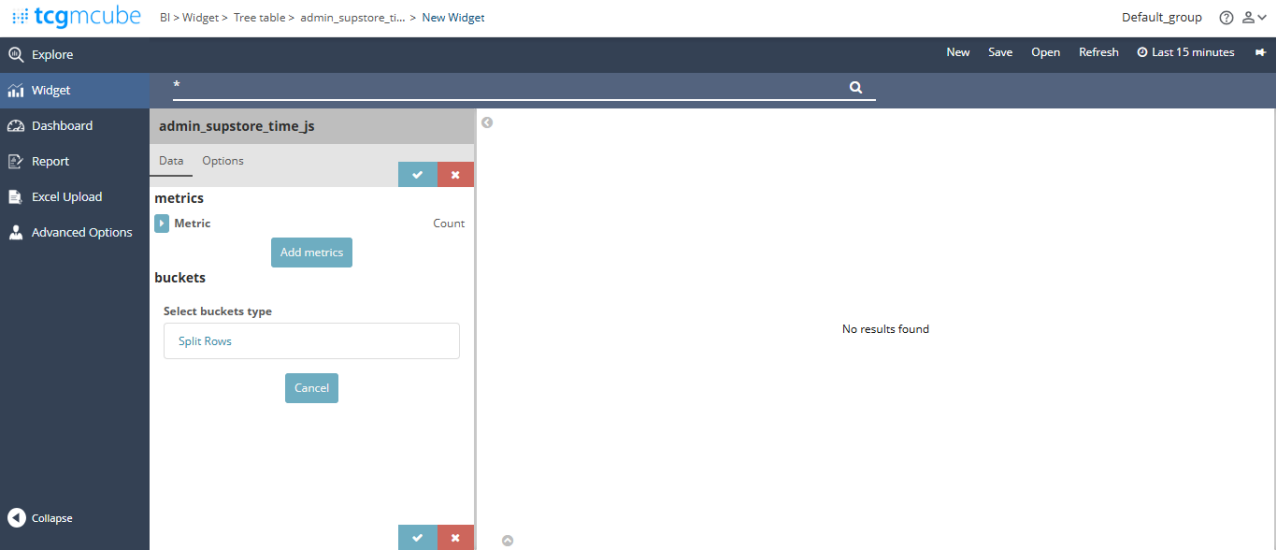 tcgmcube
BI > Widget > Tree table > admin_supstore_ti... > New Widget
Default_group
Explore
New Save Open Refresh Last 15 minutes
Widget
*
Dashboard
admin_supstore_time_js
Report
Data Options
Excel Upload
metrics
Advanced Options
Metric Count
Add metrics
buckets
Select buckets type
Split Rows
No results found
Cancel
Collapse